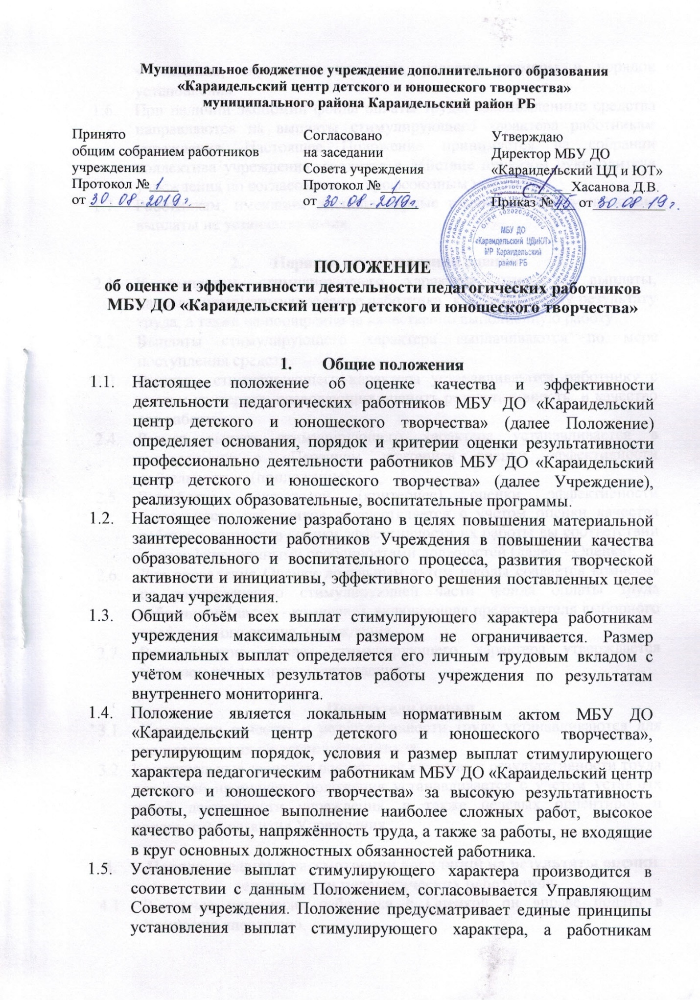 Муниципальное бюджетное учреждение дополнительного образования
«Караидельский центр детского и юношеского творчества»
муниципального района Караидельский район РБ
Принято
общим собранием работников
учреждения
Протокол № 1
от 30.08.2019г.
Согласовано
на заседании
Совета учреждения
Протокол № 1
от 30.08.2019г.
Утверждаю
Директор МБУ ДО
«Караидельский ЦД и ЮТ»
Хасанова Д.В.
Приказ № 45 от 30.08.19г.
МБУ ДО
«Караидельский ЦДиЮТ»
МР Караидельский
район РБ
ПОЛОЖЕНИЕ
об оценке и эффективности деятельности педагогических работников
МБУ ДО «Караидельский центр детского и юношеского творчества»
1. Общие положения
1.1. Настоящее положение об оценке качества и эффективности
деятельности педагогических работников МБУ ДО «Караидельский
центр детского и юношеского творчества» (далее Положение)
определяет основания, порядок и критерии оценки результативности
профессионально деятельности работников МБУ ДО «Караидельский
центр детского и юношеского творчества» (далее Учреждение),
реализующих образовательные, воспитательные программы.
1.2. Настоящее положение разработано в целях повышения материальной
заинтересованности работников Учреждения в повышении качества
образовательного и воспитательного процесса, развития творческой
активности и инициативы, эффективного решения поставленных целее
и задач учреждения.
1.3. Общий объём всех выплат стимулирующего характера работникам
учреждения максимальным размером не ограничивается. Размер
премиальных выплат определяется его личным трудовым вкладом с
учётом конечных результатов работы учреждения по результатам
внутреннего мониторинга.
1.4. Положение является локальным нормативным актом МБУ ДО
«Караидельский центр детского и юношеского творчества»,
регулирующим порядок, условия и размер выплат стимулирующего
характера педагогическим работникам МБУ ДО «Караидельский центр
детского и юношеского творчества» за высокую результативность
работы, успешное выполнение наиболее сложных работ, высокое
качество работы, напряжённость труда, а также за работы, не входящие
в круг основных должностных обязанностей работника.
1.5. Установление выплат стимулирующего характера производится в
соответствии с данным Положением, согласовывается Управляющим
Советом учреждения. Положение предусматривает единые принципы
установления выплат стимулирующего характера, а работникам